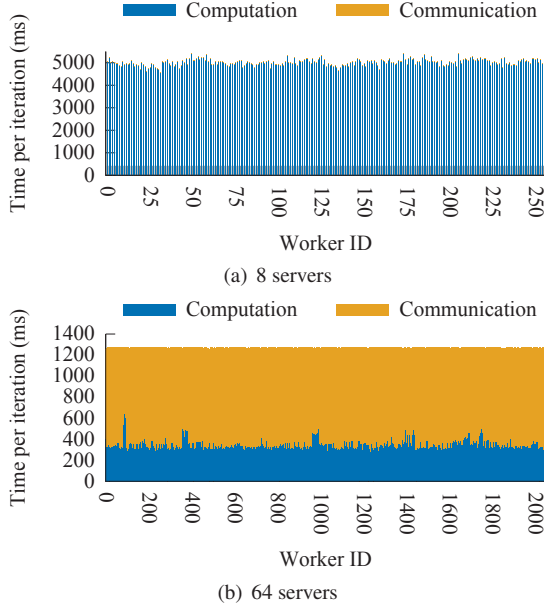 Computation Communication
Time per iteration (ms)
5000
4000
3000
2000
1000
0
0 25 50 75 100 125 150 175 200 225 250
Worker ID
(a) 8 servers
Computation Communication
Time per iteration (ms)
1400
1200
1000
800
600
400
200
0
0 200 400 600 800 1000 1200 1400 1600 1800 2000
Worker ID
(b) 64 servers